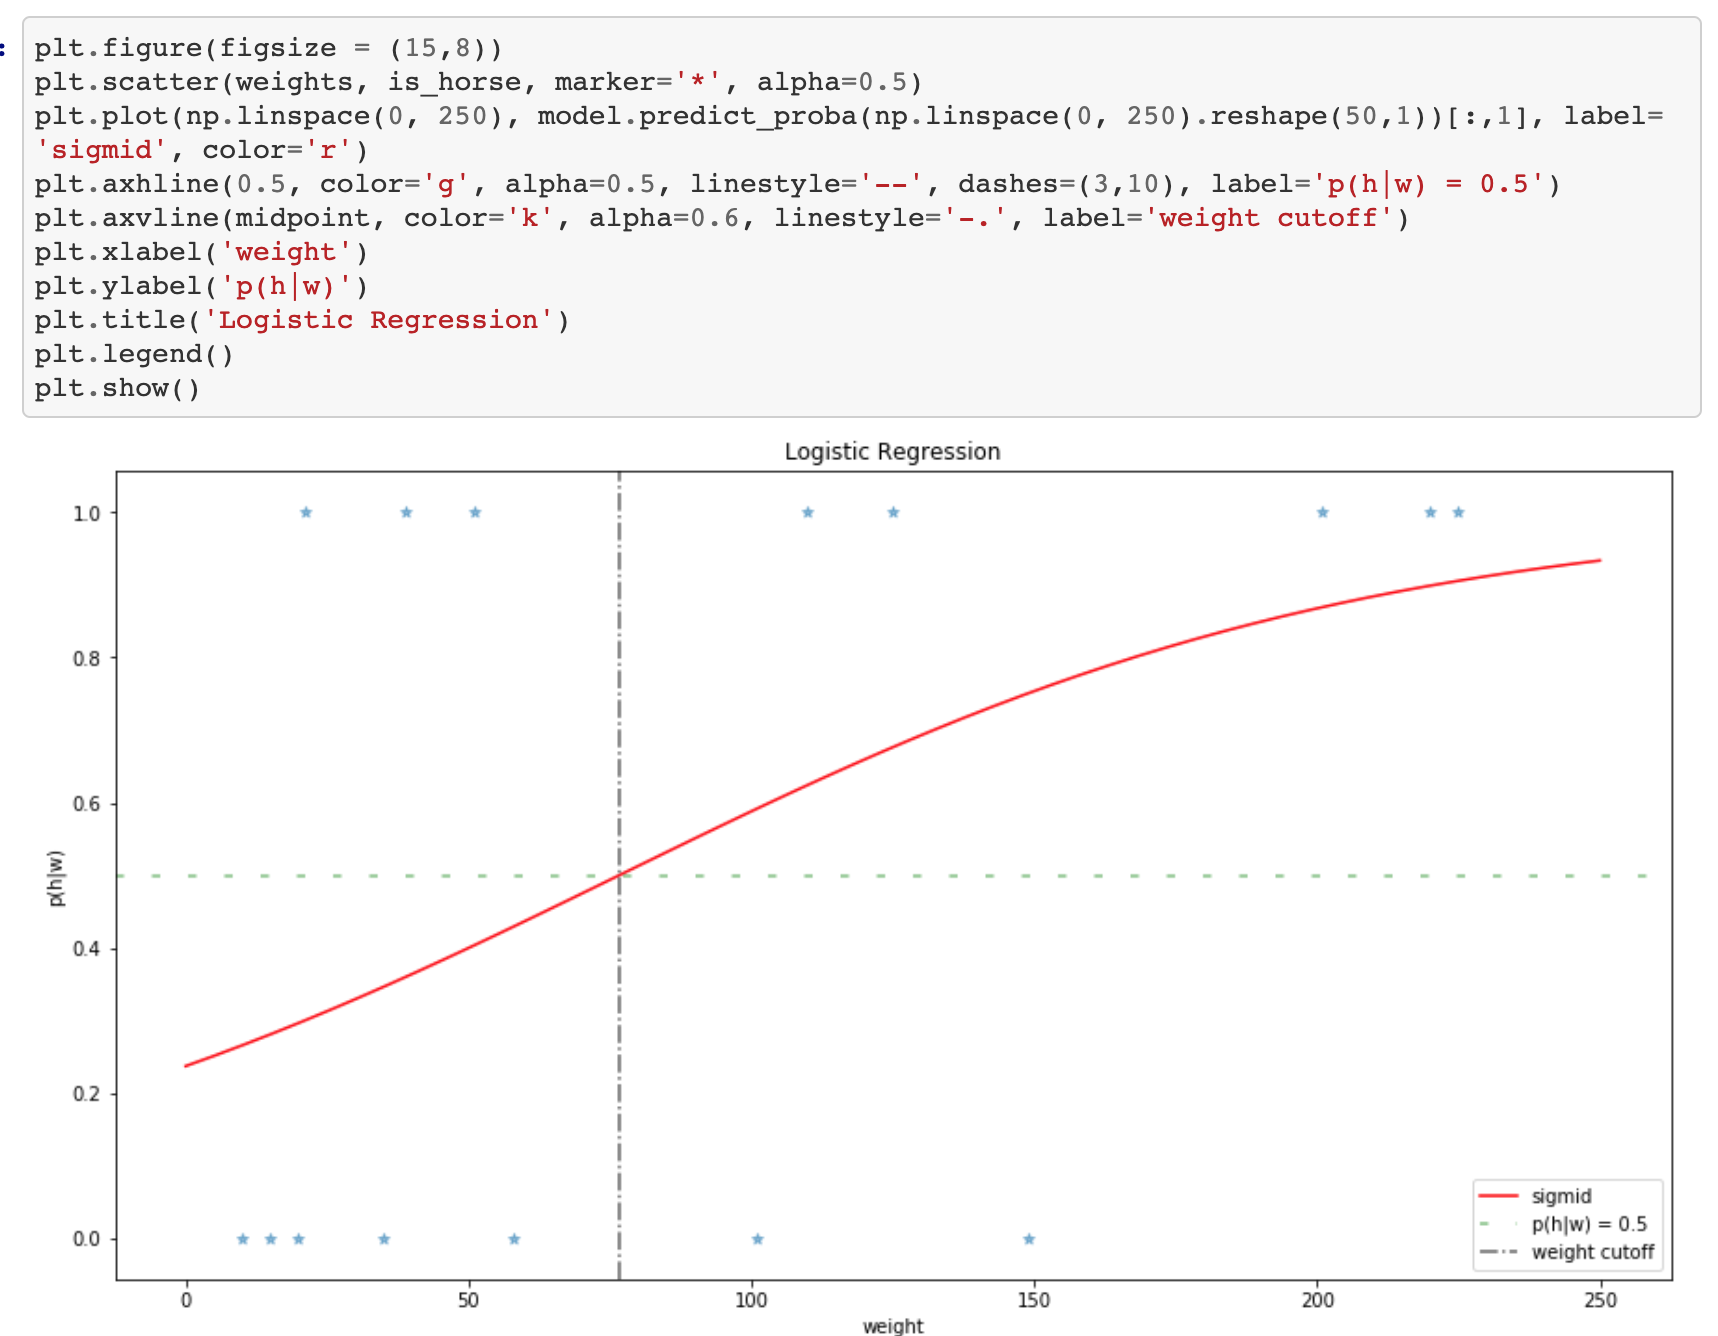 :
plt.figure(figsize = (15,8))
plt.scatter(weights, is_horse, marker='*', alpha=0.5)
plt.plot(np.linspace(0, 250), model.predict_proba(np.linspace(0, 250).reshape(50,1))[:,1], label=
'sigmid', color='r')
plt.axhline(0.5, color='g', alpha=0.5, linestyle='--', dashes=(3,10), label='p(h|w) = 0.5')
plt.axvline(midpoint, color='k', alpha=0.6, linestyle='-.', label='weight cutoff')
plt.xlabel('weight')
plt.ylabel('p(h|w)')
plt.title('Logistic Regression')
plt.legend()
plt.show()
Logistic Regression
1.0
0.8
0.6
0.4
0.2
0.0
p(h|w)
sigmid
p(h|w) = 0.5
weight cutoff
0 50 100 150 200 250
weight